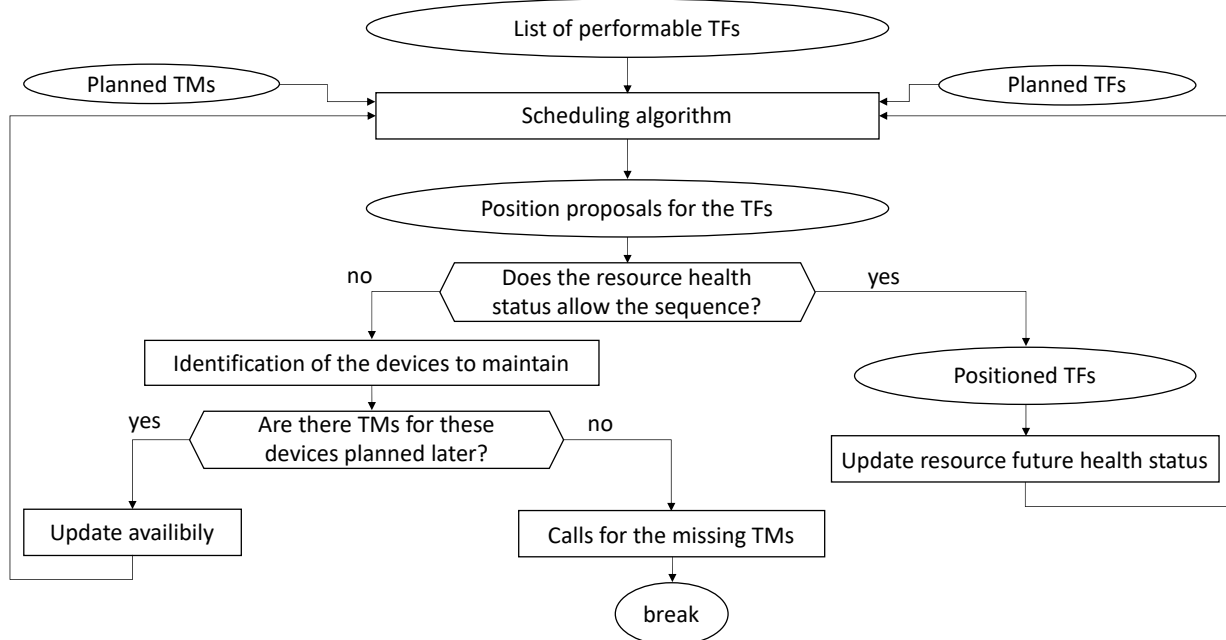 List of performable TFs
Planned TMs
Planned TFs
Scheduling algorithm
Position proposals for the TFs
no
Does the resource health
status allow the sequence?
yes
Identification of the devices to maintain
Positioned TFs
yes
Are there TMs for these
devices planned later?
no
Update resource future health status
Update availibily
Calls for the missing TMs
break